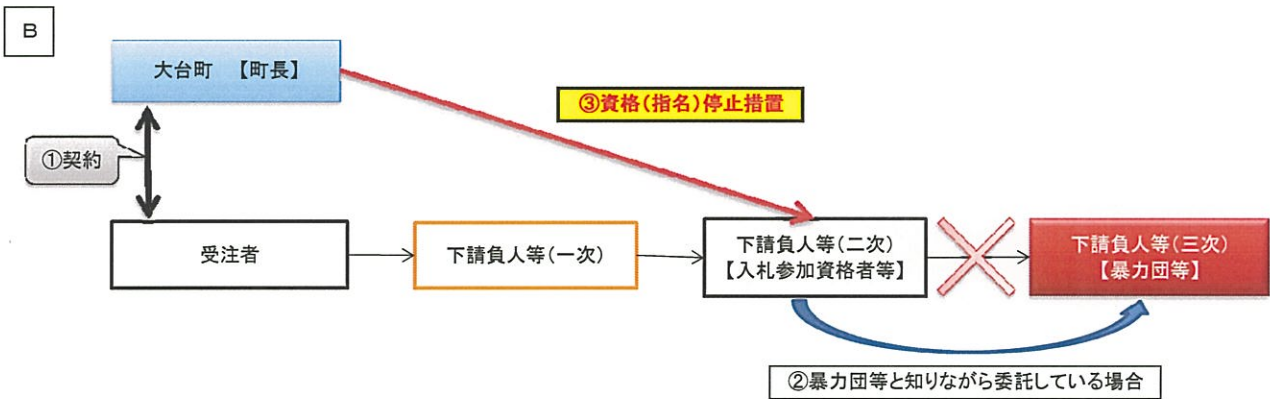 B
大台町　【町長】
③資格(指名)停止措置
①契約
受注者
下請負人等(一次)
下請負人等(二次)
【入札参加資格者等】
下請負人等(三次)
【暴力団等】
②暴力団等と知りながら委託している場合